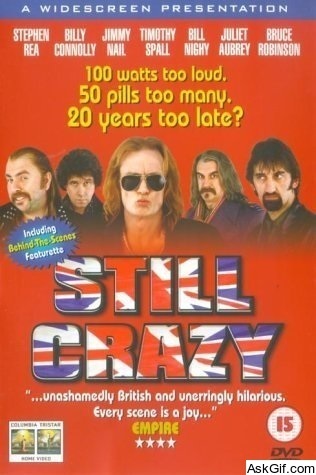 A WIDESCREEN PRESENTATION
STEPHEN REA
BILLY CONNOLLY
JIMMY NAIL
TIMOTHY SPALL
BILL NIGHY
JULIET AUBREY
BRUCE ROBINSON
100 watts too loud.
50 pills too many.
20 years too late?
Including
Behind-The-Scenes
Featurette
STILL
CRAZY
"...unashamedly British and unerringly hilarious.
Every scene is a joy..."
EMPIRE
★★★★
COLUMBIA TRISTAR
HOME VIDEO
15
DVD
AskGif.com